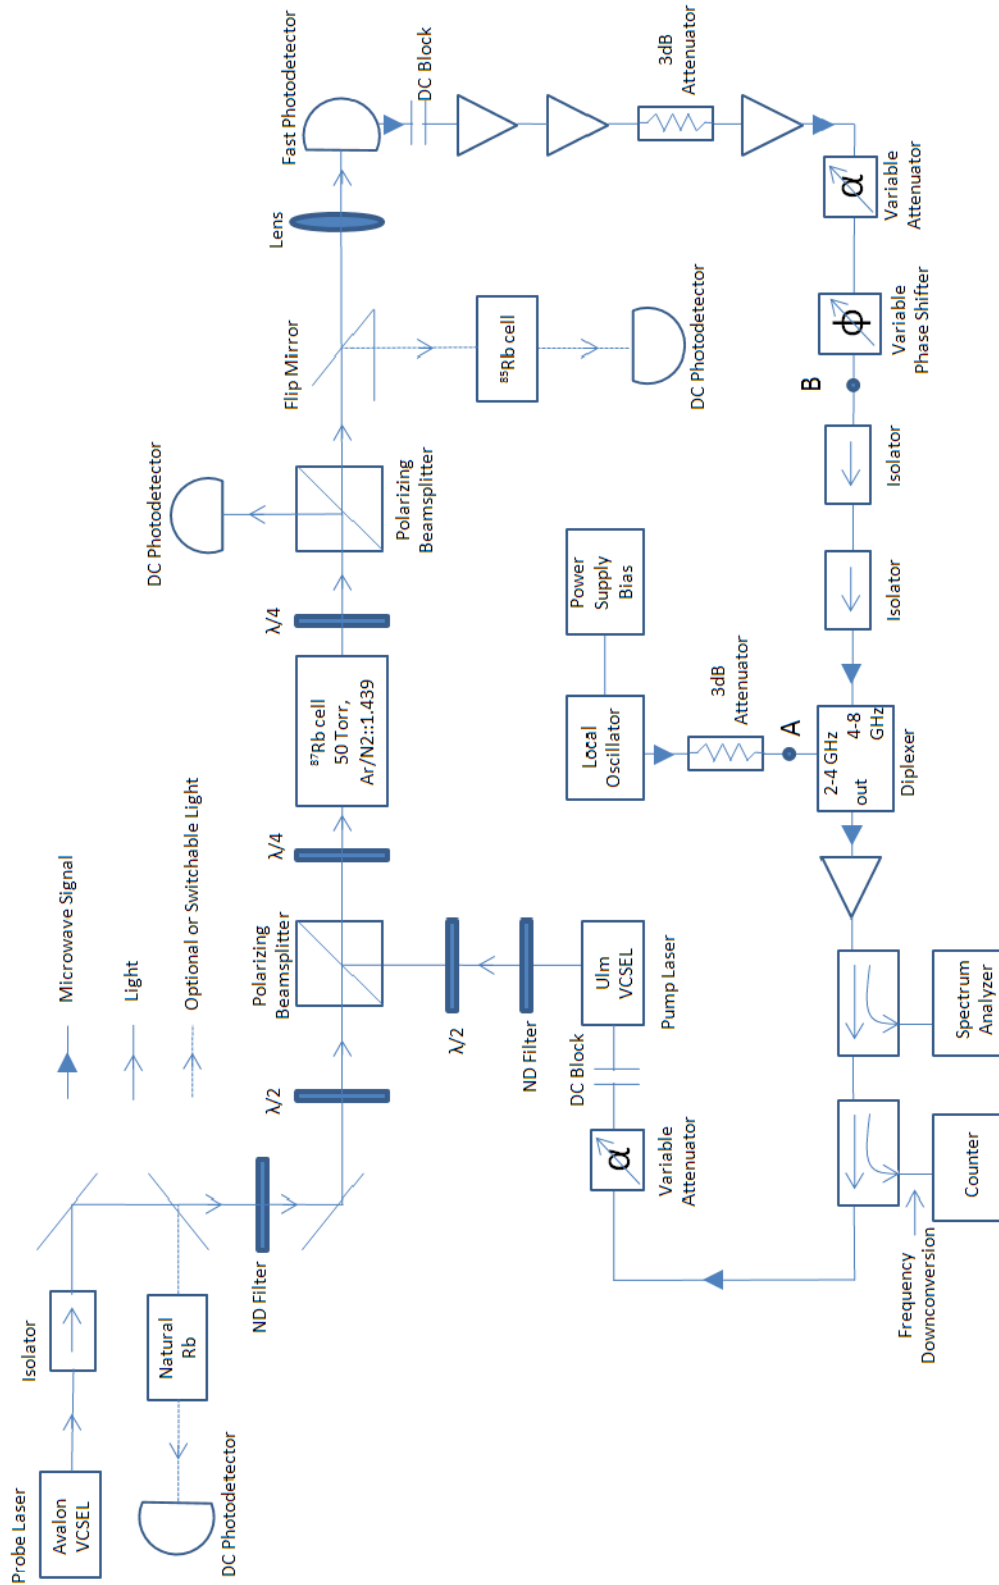 Probe Laser
Avalon
VCSEL
Isolator
Natural
Rb
DC Photodetector
ND Filter
Microwave Signal
Light
Optional or Switchable Light
λ/2
Polarizing
Beamsplitter
λ/4
⁸⁷Rb cell
50 Torr,
Ar/N2::1.439
λ/4
Polarizing
Beamsplitter
DC Photodetector
Flip Mirror
⁸⁵Rb cell
DC Photodetector
Lens
Fast Photodetector
DC Block
3dB
Attenuator
α
Variable
Attenuator
ϕ
Variable
Phase Shifter
B
Isolator
Isolator
Power
Supply
Bias
Local
Oscillator
3dB
Attenuator
A
2-4 GHz
out
4-8
GHz
Diplexer
Spectrum
Analyzer
Counter
Frequency
Downconversion
α
Variable
Attenuator
DC Block
Ulm
VCSEL
Pump Laser
ND Filter
λ/2